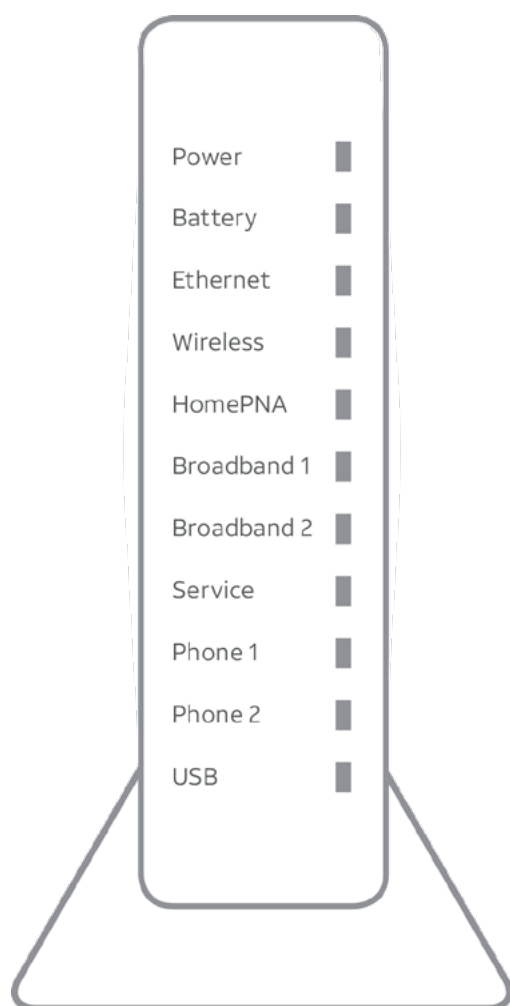 Power
Battery
Ethernet
Wireless
HomePNA
Broadband 1
Broadband 2
Service
Phone 1
Phone 2
USB